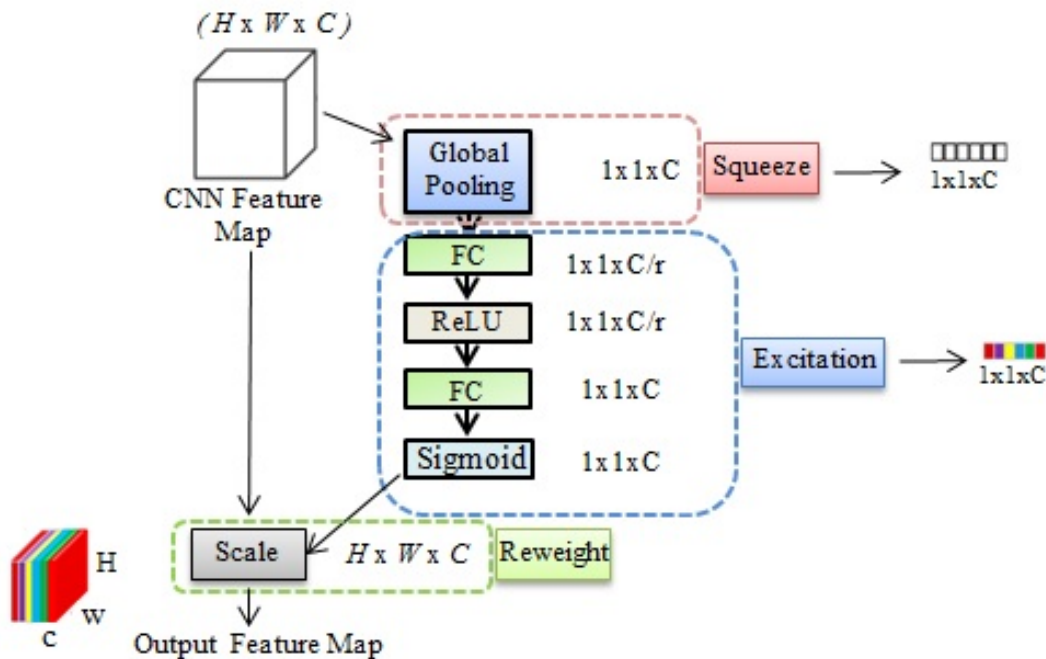 ( H x W x C )
CNN Feature
Map
Global
Pooling
1x1xC
Squeeze
1x1xC
FC
1x1xC/r
ReLU
1x1xC/r
FC
1x1xC
Sigmoid
1x1xC
Excitation
1x1xC
Scale
H x W x C
Reweight
H
W
C
Output Feature Map